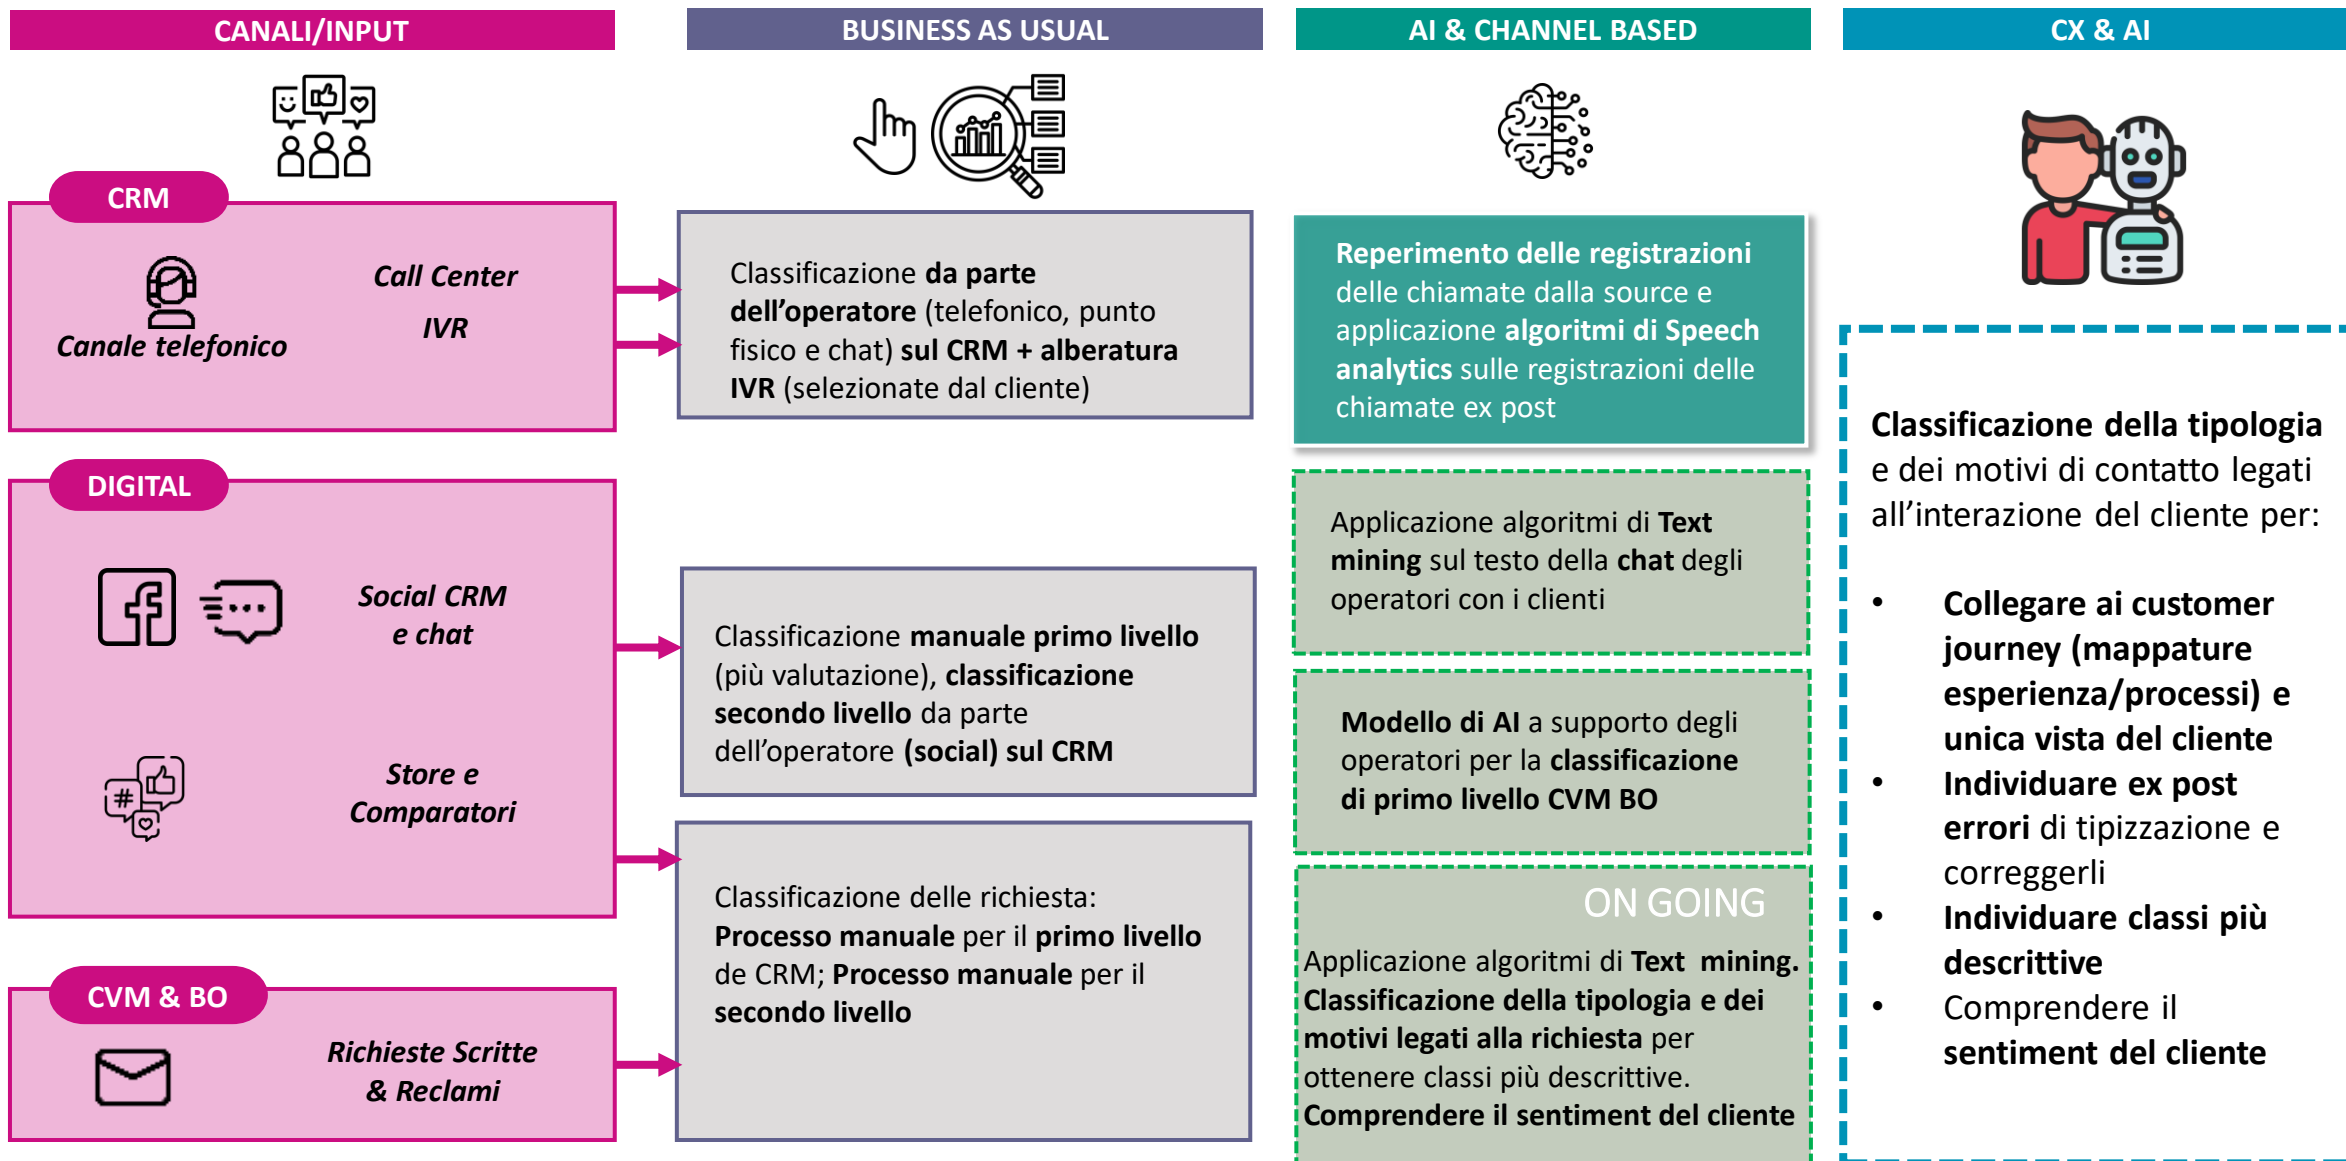 CANALI/INPUT
CRM
Call Center
IVR
Canale telefonico
DIGITAL
Social CRM
e chat
Store e
Comparatori
#
CVM & BO
Richieste Scritte
& Reclami
BUSINESS AS USUAL
Classificazione da parte
dell’operatore (telefonico, punto
fisico e chat) sul CRM + alberatura
IVR (selezionate dal cliente)
Classificazione manuale primo livello
(più valutazione), classificazione
secondo livello da parte
dell’operatore (social) sul CRM
Classificazione delle richiesta:
Processo manuale per il primo livello
de CRM; Processo manuale per il
secondo livello
AI & CHANNEL BASED
Reperimento delle registrazioni
delle chiamate dalla source e
applicazione algoritmi di Speech
analytics sulle registrazioni delle
chiamate ex post
Applicazione algoritmi di Text
mining sul testo della chat degli
operatori con i clienti
Modello di AI a supporto degli
operatori per la classificazione
di primo livello CVM BO
ON GOING
Applicazione algoritmi di Text mining.
Classificazione della tipologia e dei
motivi legati alla richiesta per
ottenere classi più descrittive.
Comprendere il sentiment del cliente
CX & AI
Classificazione della tipologia
e dei motivi di contatto legati
all’interazione del cliente per:
• Collegare ai customer
journey (mappature
esperienza/processi) e
unica vista del cliente
• Individuare ex post
errori di tipizzazione e
correggerli
• Individuare classi più
descrittive
• Comprendere il
sentiment del cliente